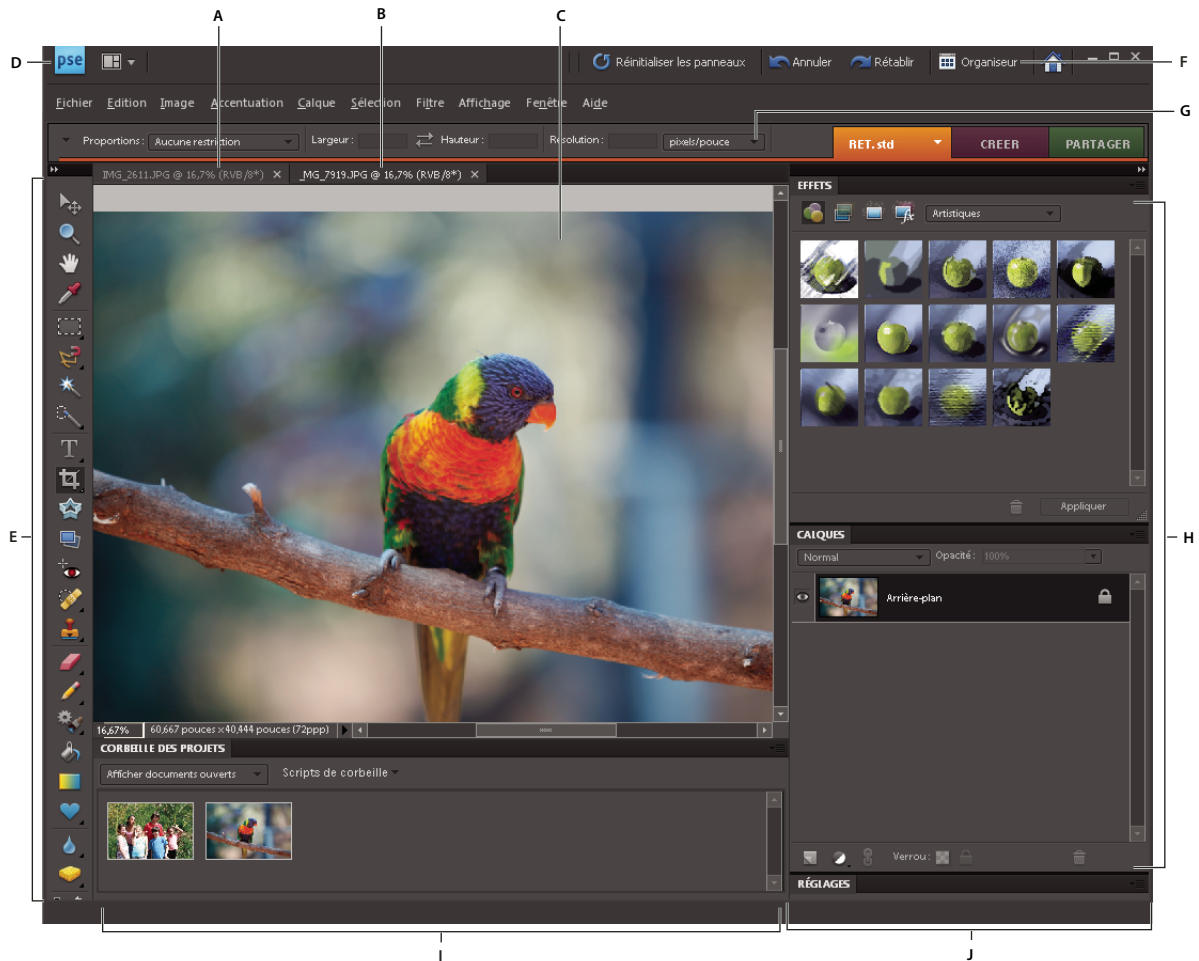 A
B
C
D
pse
Réinitialiser les panneaux
Annuler
Rétablir
Organiseur
F
Fichier Edition Image Accentuation Calque Sélection Filtre Affichage Fenêtre Aide
G
Proportions : Aucune restriction Largeur : Hauteur : Résolution : pixels/pouce
RET. std CREER PARTAGER
IMG_2611.JPG @ 16,7% (RVB/8*) × _MG_7919.JPG @ 16,7% (RVB/8*) ×
EFFETS
Artistiques
Appliquer
E
H
CALQUES
Normal Opacité : 100%
Arrière-plan
16,67% 60,667 pouces × 40,444 pouces (72ppp)
CORBEILLE DES PROJETS
Afficher documents ouverts Scripts de corbeille
Verrou :
RÉGLAGES
I
J